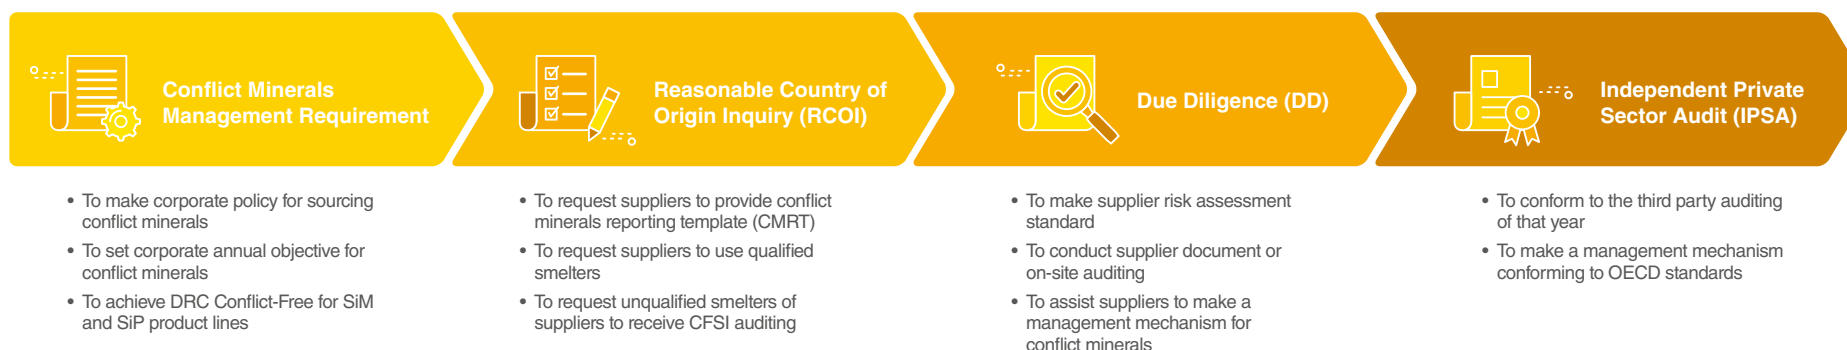 Conflict Minerals
Management Requirement
• To make corporate policy for sourcing
conflict minerals
• To set corporate annual objective for
conflict minerals
• To achieve DRC Conflict-Free for SiM
and SiP product lines
Reasonable Country of
Origin Inquiry (RCOI)
• To request suppliers to provide conflict
minerals reporting template (CMRT)
• To request suppliers to use qualified
smelters
• To request unqualified smelters of
suppliers to receive CFSI auditing
Due Diligence (DD)
• To make supplier risk assessment
standard
• To conduct supplier document or
on-site auditing
• To assist suppliers to make a
management mechanism for
conflict minerals
Independent Private
Sector Audit (IPSA)
• To conform to the third party auditing
of that year
• To make a management mechanism
conforming to OECD standards